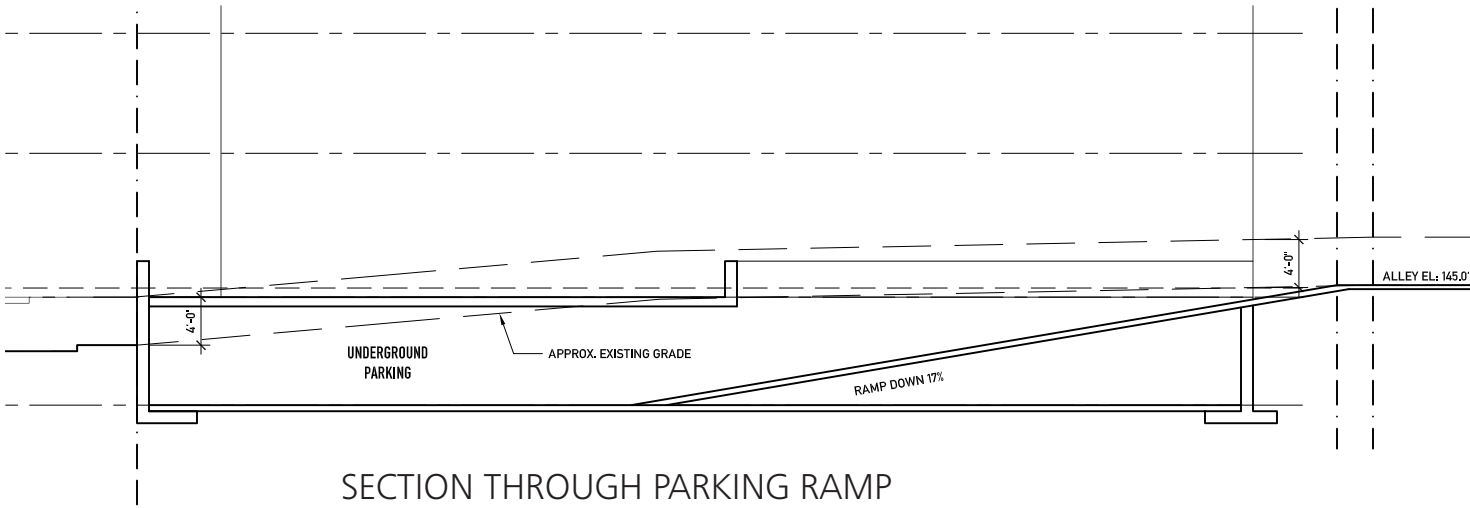 4'-0"
ALLEY EL: 145.01'
4'-0"
UNDERGROUND
PARKING
APPROX. EXISTING GRADE
RAMP DOWN 17%
SECTION THROUGH PARKING RAMP